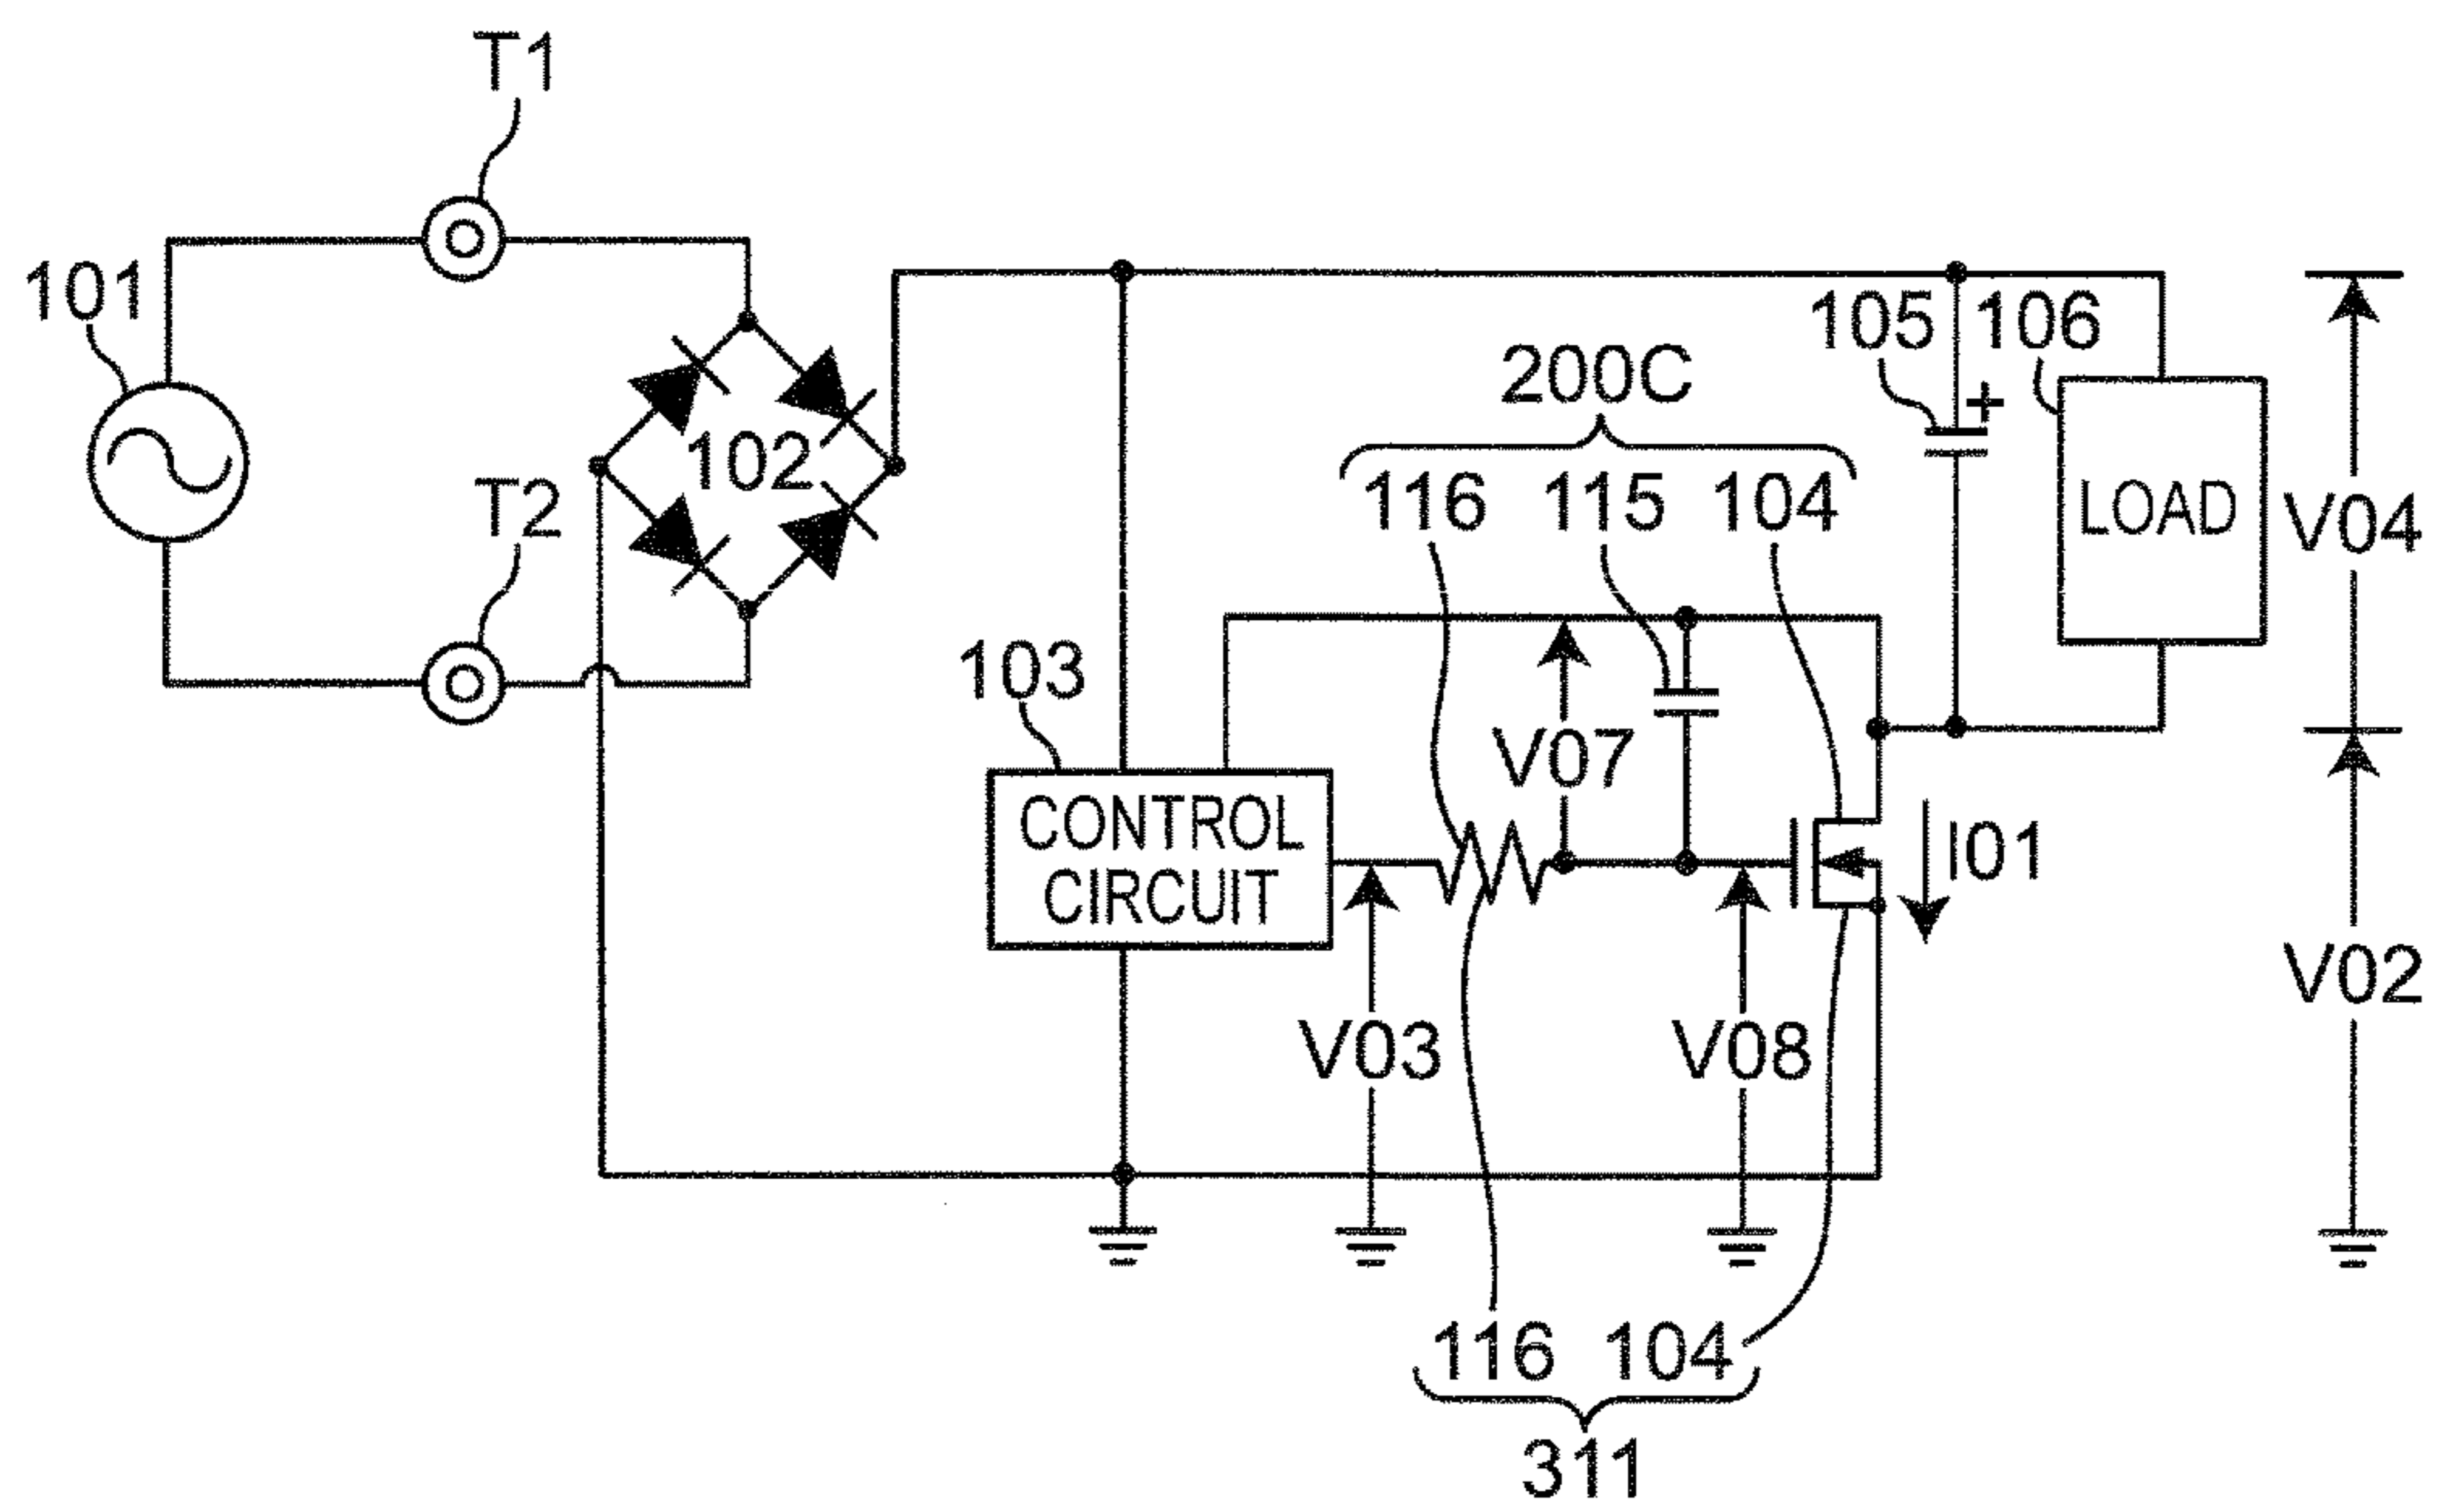 T1
101
105 106
200C
102
116 115 104
T2
LOAD
V04
103
V07
CONTROL
CIRCUIT
I01
V02
V03
V08
116 104
311